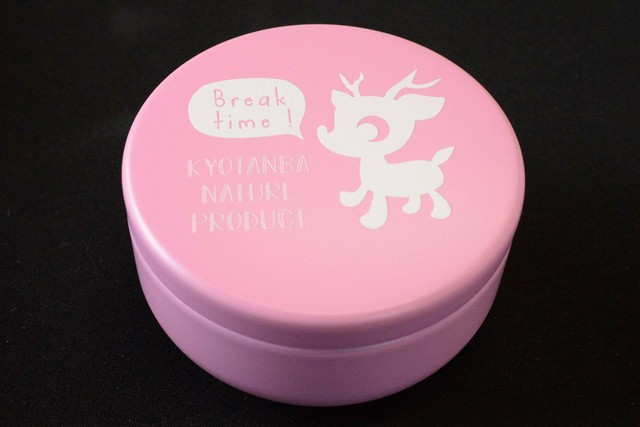 Break
time!
KYOTANBA
NATURE
PRODUCT